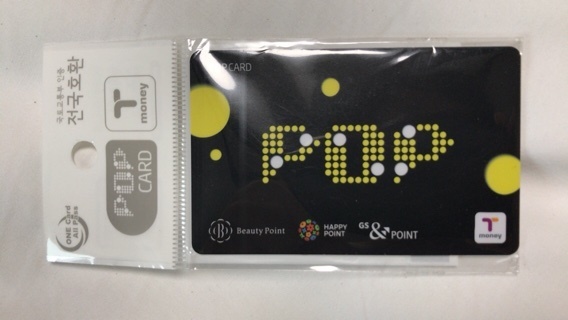 국토교통부 인증
전국호환
T
money
POP
CARD
ONE Card
All Pass
CARD
POP
B
Beauty Point
HAPPY
POINT
GS
& POINT
T
money